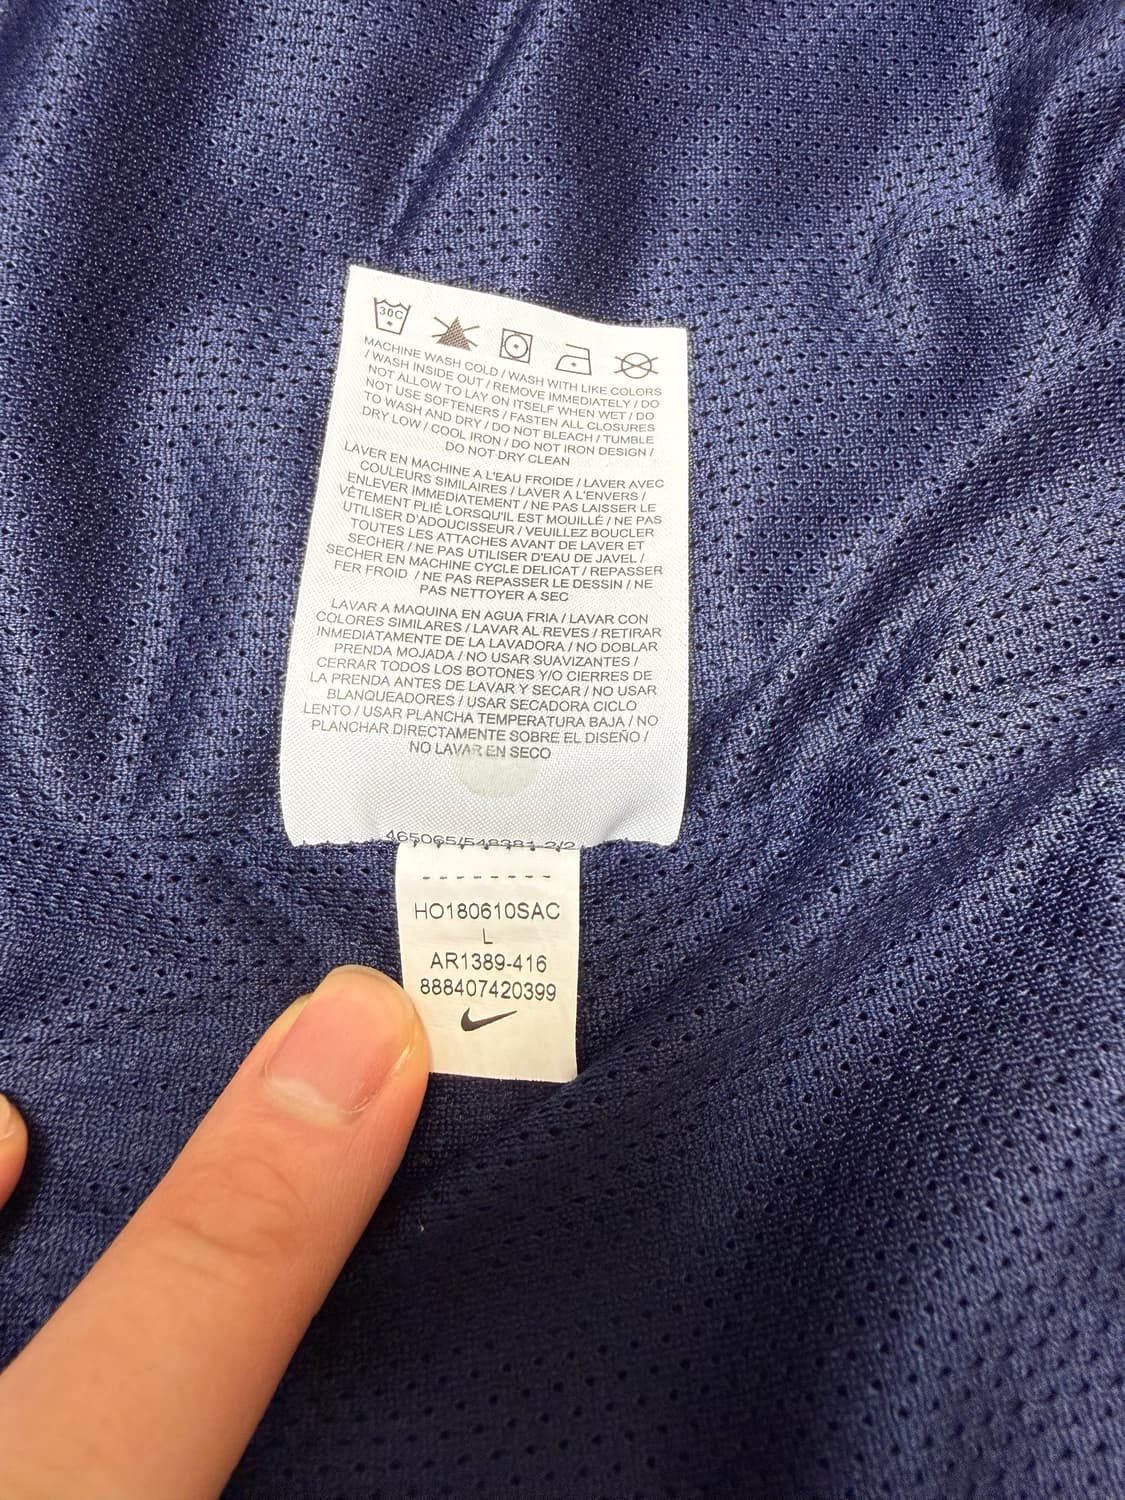 30C
MACHINE WASH COLD / WASH WITH LIKE COLORS
/ WASH INSIDE OUT / REMOVE IMMEDIATELY / DO
NOT ALLOW TO LAY ON ITSELF WHEN WET / DO
NOT USE SOFTENERS / FASTEN ALL CLOSURES
TO WASH AND DRY / DO NOT BLEACH / TUMBLE
DRY LOW / COOL IRON / DO NOT IRON DESIGN /
DO NOT DRY CLEAN
LAVER EN MACHINE A L'EAU FROIDE / LAVER AVEC
COULEURS SIMILAIRES / LAVER A L'ENVERS /
ENLEVER IMMEDIATEMENT / NE PAS LAISSER LE
VÊTEMENT PLIÉ LORSQU'IL EST MOUILLÉ / NE PAS
UTILISER D'ADOUCISSEUR / VEUILLEZ BOUCLER
TOUTES LES ATTACHES AVANT DE LAVER ET
SECHER / NE PAS UTILISER D'EAU DE JAVEL /
SECHER EN MACHINE CYCLE DELICAT / REPASSER
FER FROID / NE PAS REPASSER LE DESSIN / NE
PAS NETTOYER A SEC
LAVAR A MAQUINA EN AGUA FRIA / LAVAR CON
COLORES SIMILARES / LAVAR AL REVES / RETIRAR
INMEDIATAMENTE DE LA LAVADORA / NO DOBLAR
PRENDA MOJADA / NO USAR SUAVIZANTES /
CERRAR TODOS LOS BOTONES Y/O CIERRES DE
LA PRENDA ANTES DE LAVAR Y SECAR / NO USAR
BLANQUEADORES / USAR SECADORA CICLO
LENTO / USAR PLANCHA TEMPERATURA BAJA / NO
PLANCHAR DIRECTAMENTE SOBRE EL DISEÑO /
NO LAVAR EN SECO
465065/548381 2/2
HO180610SAC
L
AR1389-416
888407420399